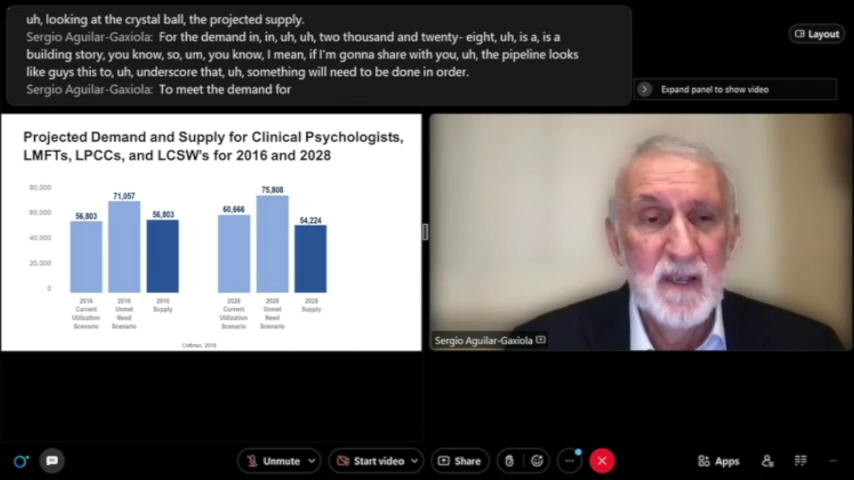 uh, looking at the crystal ball, the projected supply.
Sergio Aguilar-Gaxiola: For the demand in, in, uh, uh, two thousand and twenty- eight, uh, is a, is a
building story, you know, so, um, you know, I mean, if I'm gonna share with you, uh, the pipeline looks
like guys this to, uh, underscore that, uh, something will need to be done in order.
Sergio Aguilar-Gaxiola: To meet the demand for
Layout
Expand panel to show video
Projected Demand and Supply for Clinical Psychologists,
LMFTs, LPCCs, and LCSW's for 2016 and 2028
80,000
60,000
40,000
20,000
0
56,803
71,057
56,803
60,666
75,808
54,224
2016
Current
Utilization
Scenario
2016
Unmet
Need
Scenario
2016
Supply
2028
Current
Utilization
Scenario
2028
Unmet
Need
Scenario
2028
Supply
Coffman, 2018
Sergio Aguilar-Gaxiola
Unmute
Start video
Share
Apps